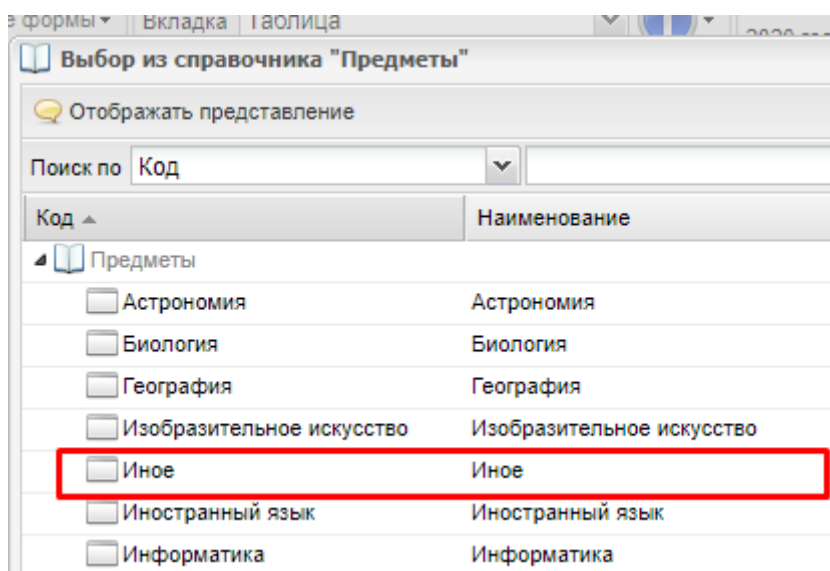 формы Вкладка Таблица
Выбор из справочника "Предметы"
Отображать представление
Поиск по Код
Код Наименование
Предметы
Астрономия Астрономия
Биология Биология
География География
Изобразительное искусство Изобразительное искусство
Иное Иное
Иностранный язык Иностранный язык
Информатика Информатика